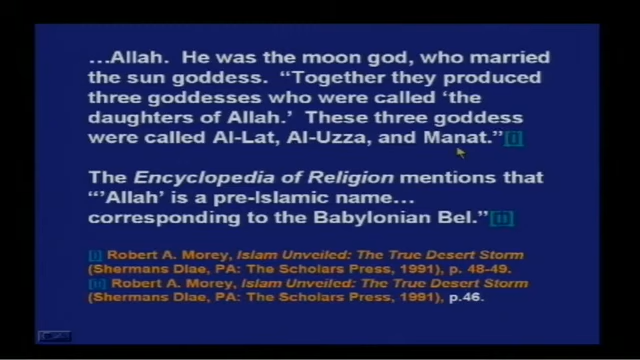 …Allah. He was the moon god, who married
the sun goddess. “Together they produced
three goddesses who were called ‘the
daughters of Allah.’ These three goddess
were called Al-Lat, Al-Uzza, and Manat.”[i]
The Encyclopedia of Religion mentions that
“’Allah’ is a pre-Islamic name…
corresponding to the Babylonian Bel.”[ii]
[i] Robert A. Morey, Islam Unveiled: The True Desert Storm
(Shermans Dlae, PA: The Scholars Press, 1991), p. 48-49.
[ii] Robert A. Morey, Islam Unveiled: The True Desert Storm
(Shermans Dlae, PA: The Scholars Press, 1991), p.46.